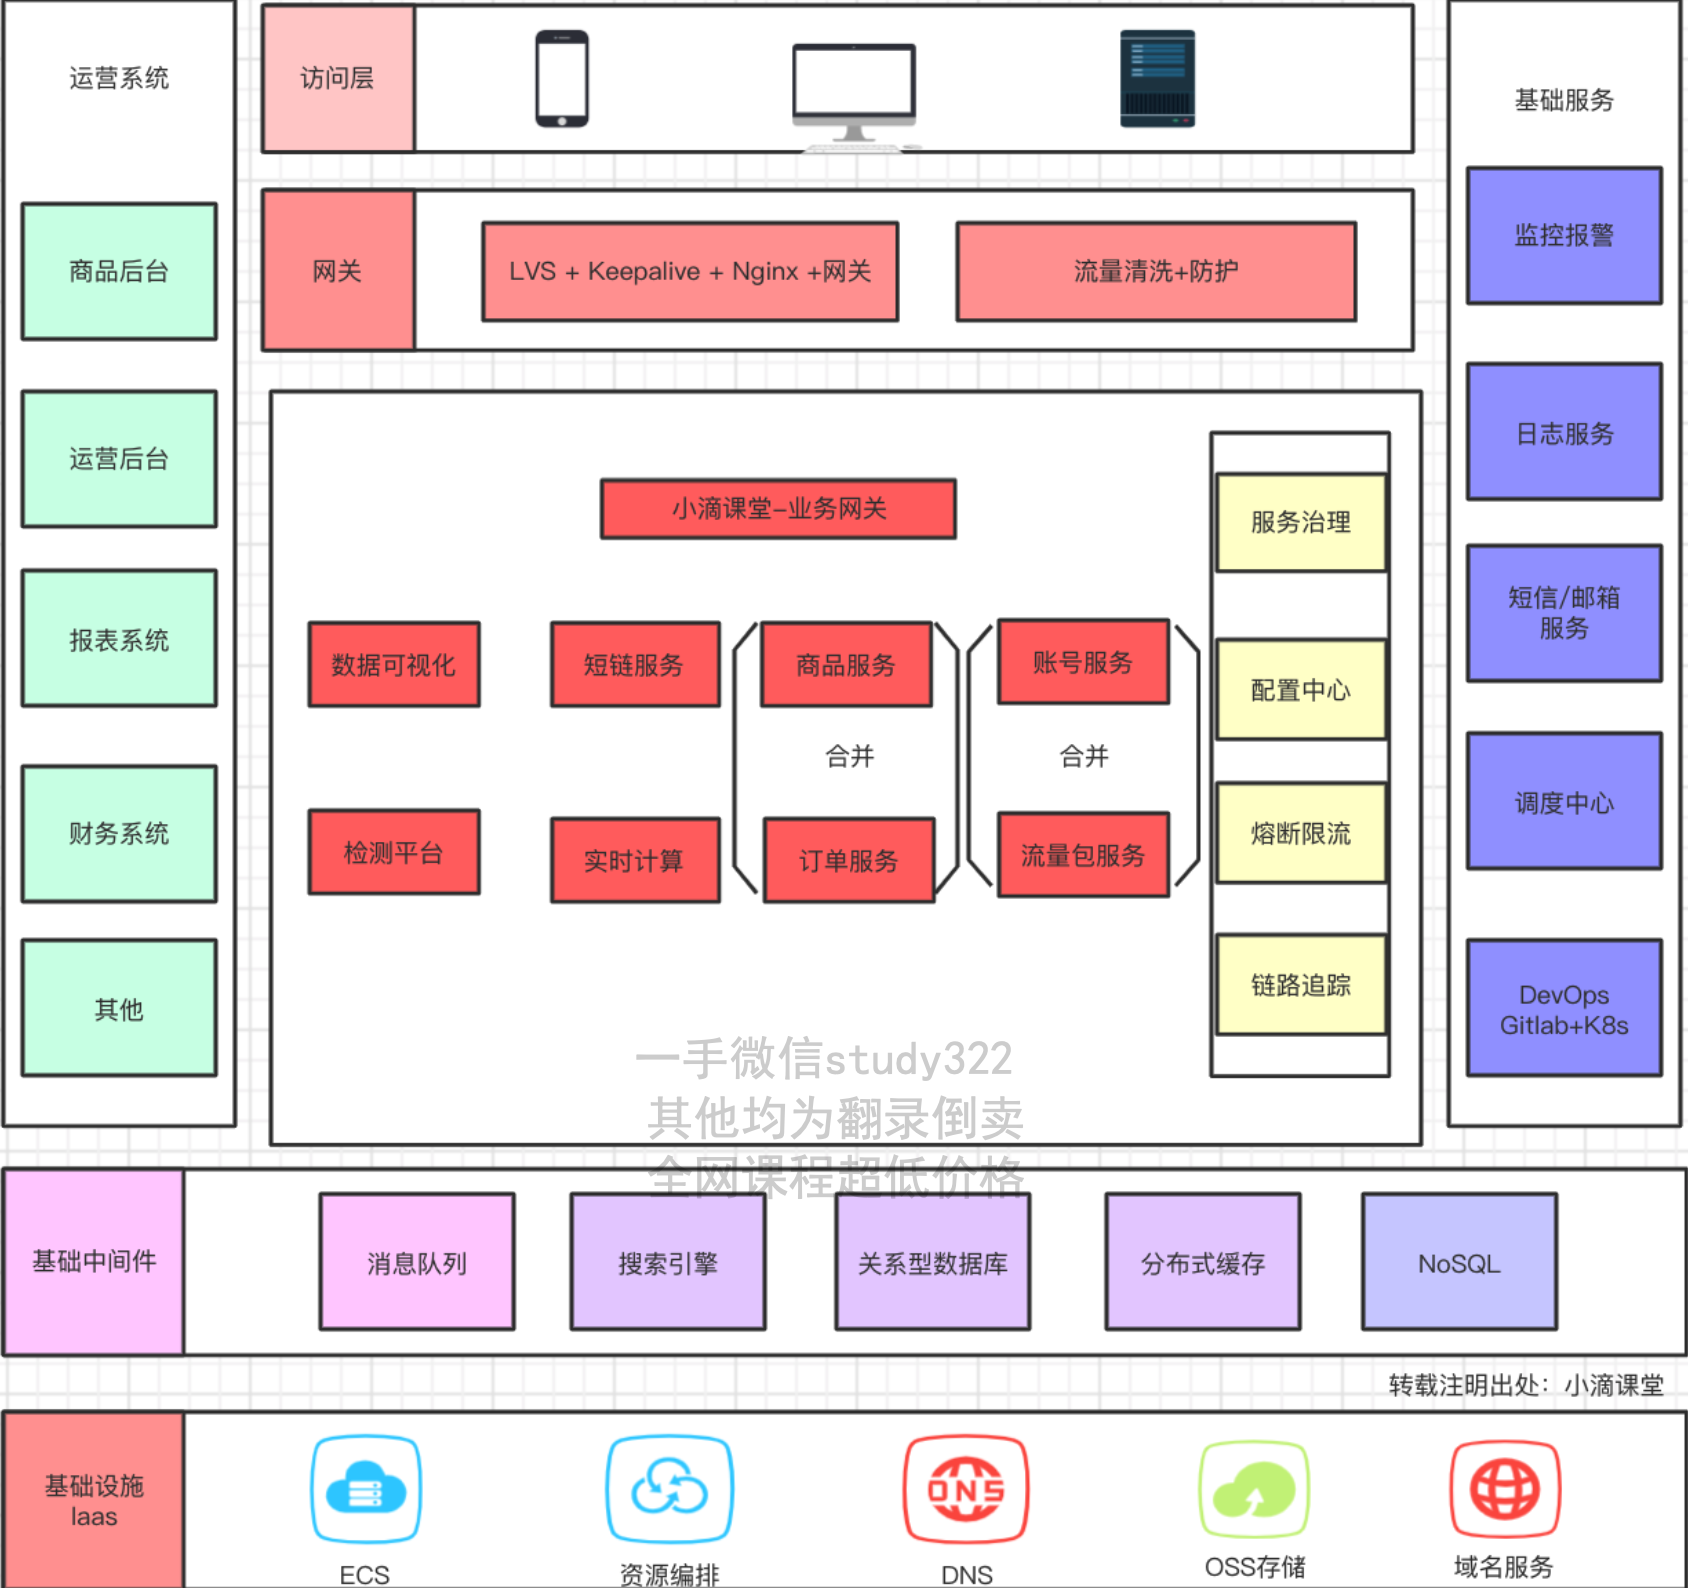 运营系统
商品后台
运营后台
报表系统
财务系统
其他
访问层
网关
LVS + Keepalive + Nginx +网关
流量清洗+防护
小滴课堂-业务网关
数据可视化
短链服务
商品服务
账号服务
合并
合并
检测平台
实时计算
订单服务
流量包服务
服务治理
配置中心
熔断限流
链路追踪
基础服务
监控报警
日志服务
短信/邮箱
服务
调度中心
DevOps
Gitlab+K8s
一手微信study322
其他均为翻录倒卖
全网课程超低价格
基础中间件
消息队列
搜索引擎
关系型数据库
分布式缓存
NoSQL
转载注明出处：小滴课堂
基础设施
Iaas
DNS
ECS
资源编排
DNS
OSS存储
域名服务